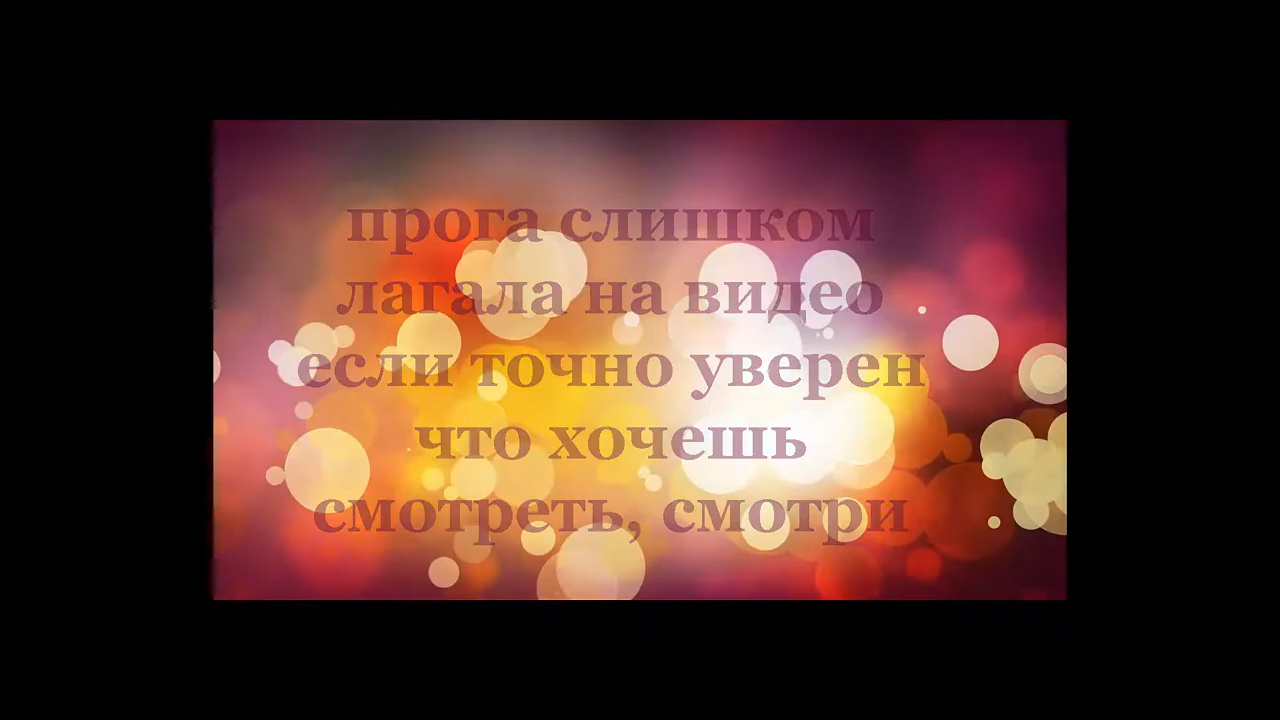 прога слишком
лагала на видео
если точно уверен
что хочешь
смотреть, смотри